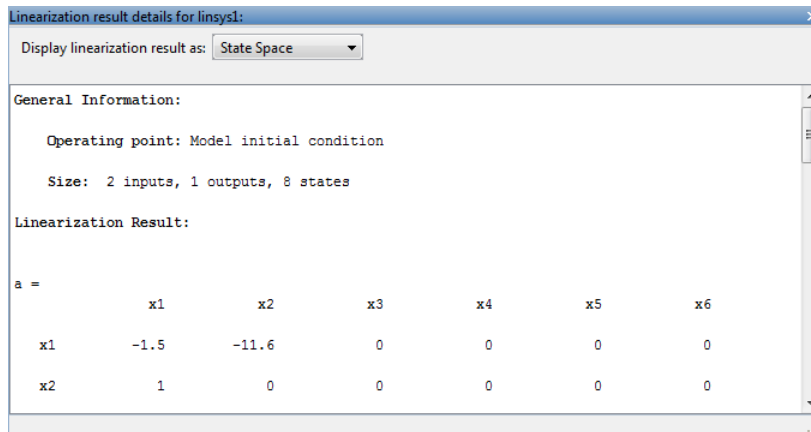 Linearization result details for linsys1:
Display linearization result as: State Space
General Information:
Operating point: Model initial condition
Size: 2 inputs, 1 outputs, 8 states
Linearization Result:
a =
x1 x2 x3 x4 x5 x6
x1 -1.5 -11.6 0 0 0 0
x2 1 0 0 0 0 0